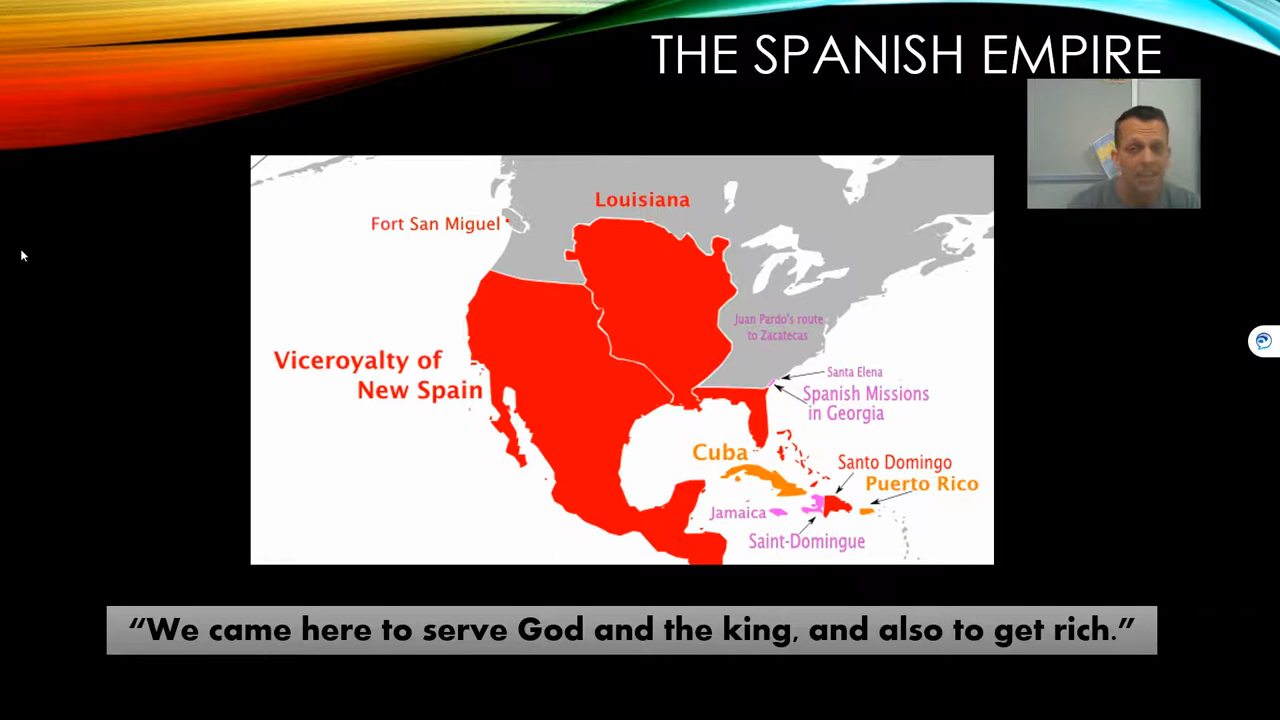 THE SPANISH EMPIRE
Louisiana
Fort San Miguel
Juan Pardo's route
to Zacatecas
Viceroyalty of
New Spain
Santa Elena
Spanish Missions
in Georgia
Cuba
Santo Domingo
Puerto Rico
Jamaica
Saint-Domingue
“We came here to serve God and the king, and also to get rich.”